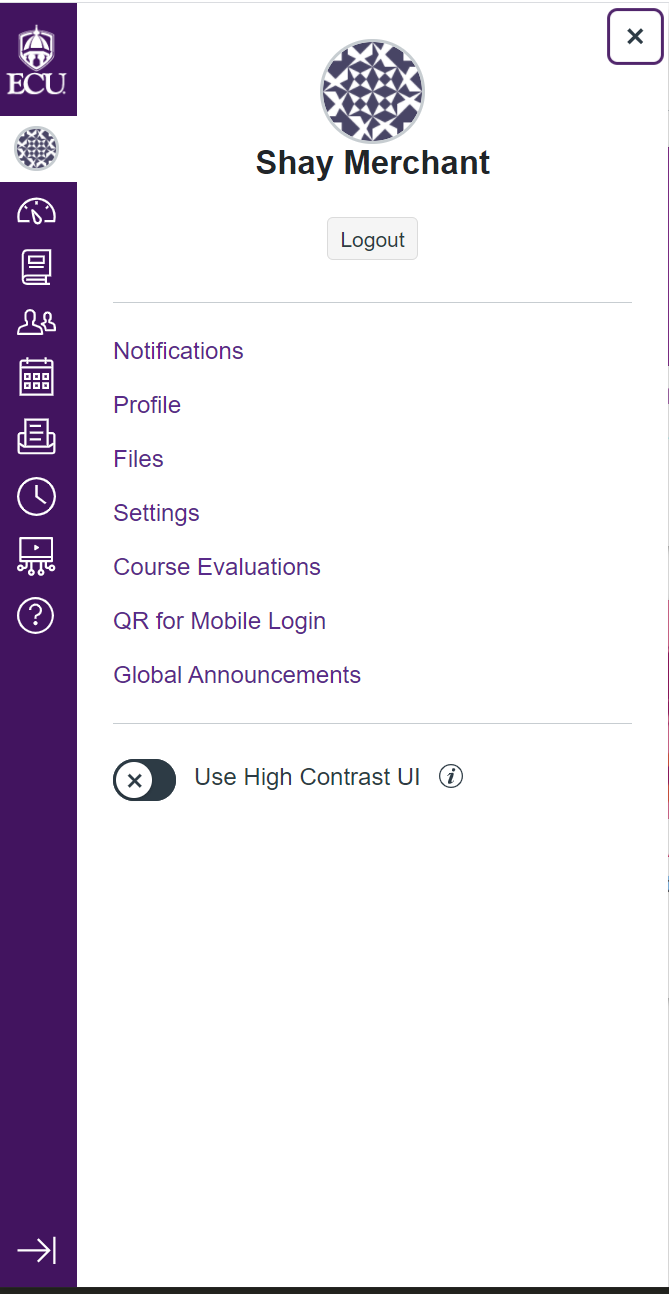 ECU
Shay Merchant
Logout
Notifications
Profile
Files
Settings
Course Evaluations
QR for Mobile Login
Global Announcements
Use High Contrast UI